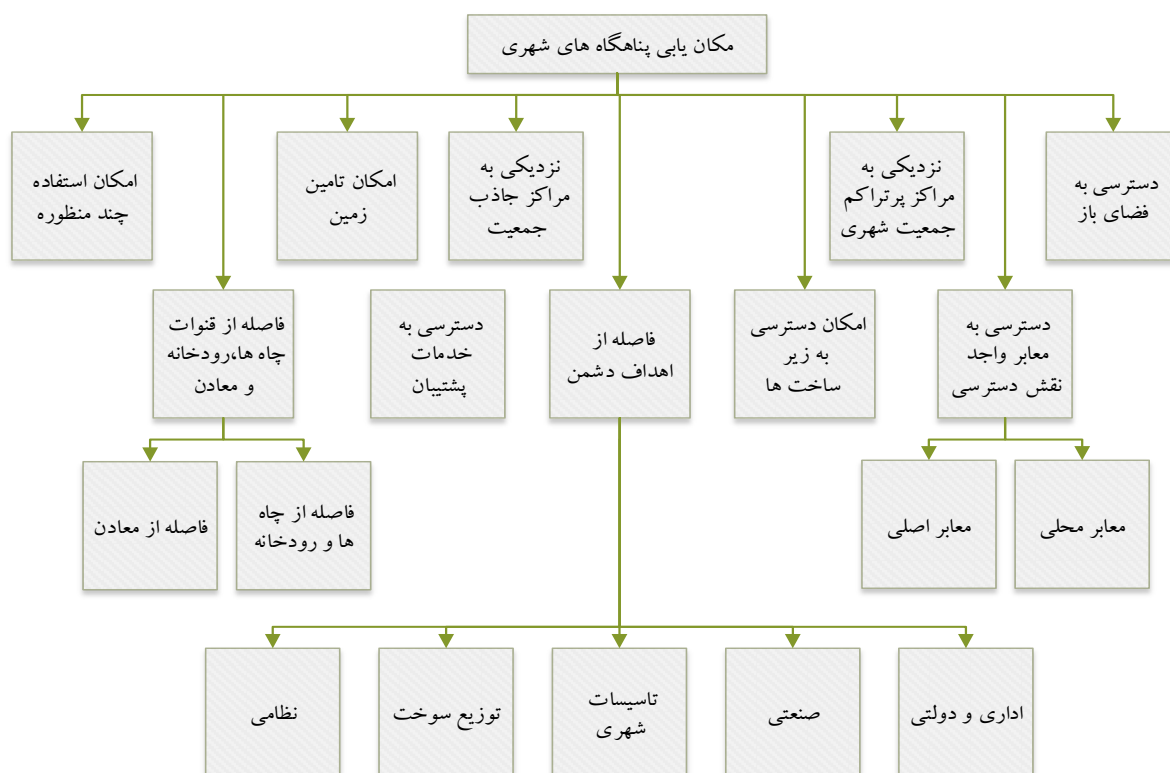 مکان یابی پناهگاه های شهری
دسترسی به
فضای باز
نزدیکی به
مراکز پرتراکم
جمعیت شهری
نزدیکی به
مراکز جاذب
جمعیت
امکان تامین
زمین
امکان استفاده
چند منظوره
دسترسی به
معابر واجد
نقش دسترسی
امکان دسترسی
به زیر
ساخت ها
فاصله از
اهداف دشمن
دسترسی به
خدمات
پشتیبان
فاصله از قنوات
چاه ها،رودخانه
و معادن
معابر محلی
معابر اصلی
فاصله از چاه
ها و رودخانه
فاصله از معادن
اداری و دولتی
صنعتی
تاسیسات
شهری
توزیع سوخت
نظامی